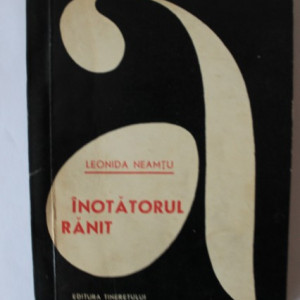 LEONIDA NEAMȚU
ÎNOTĂTORUL
RĂNIT
EDITURA TINERETULUI